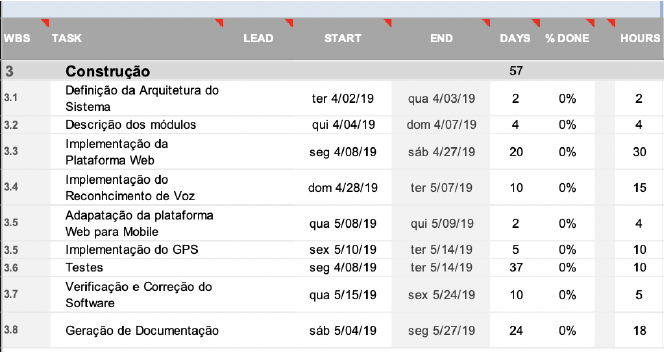 WBS TASK LEAD START END DAYS % DONE HOURS
3 Construção 57
3.1 Definição da Arquitetura do Sistema ter 4/02/19 qua 4/03/19 2 0% 2
3.2 Descrição dos módulos qui 4/04/19 dom 4/07/19 4 0% 4
3.3 Implementação da Plataforma Web seg 4/08/19 sáb 4/27/19 20 0% 30
3.4 Implementação do Reconhcimento de Voz dom 4/28/19 ter 5/07/19 10 0% 15
3.5 Adapatação da plataforma Web para Mobile qua 5/08/19 qui 5/09/19 2 0% 4
3.5 Implementação do GPS sex 5/10/19 ter 5/14/19 5 0% 10
3.6 Testes seg 4/08/19 ter 5/14/19 37 0% 10
3.7 Verificação e Correção do Software qua 5/15/19 sex 5/24/19 10 0% 5
3.8 Geração de Documentação sáb 5/04/19 seg 5/27/19 24 0% 18